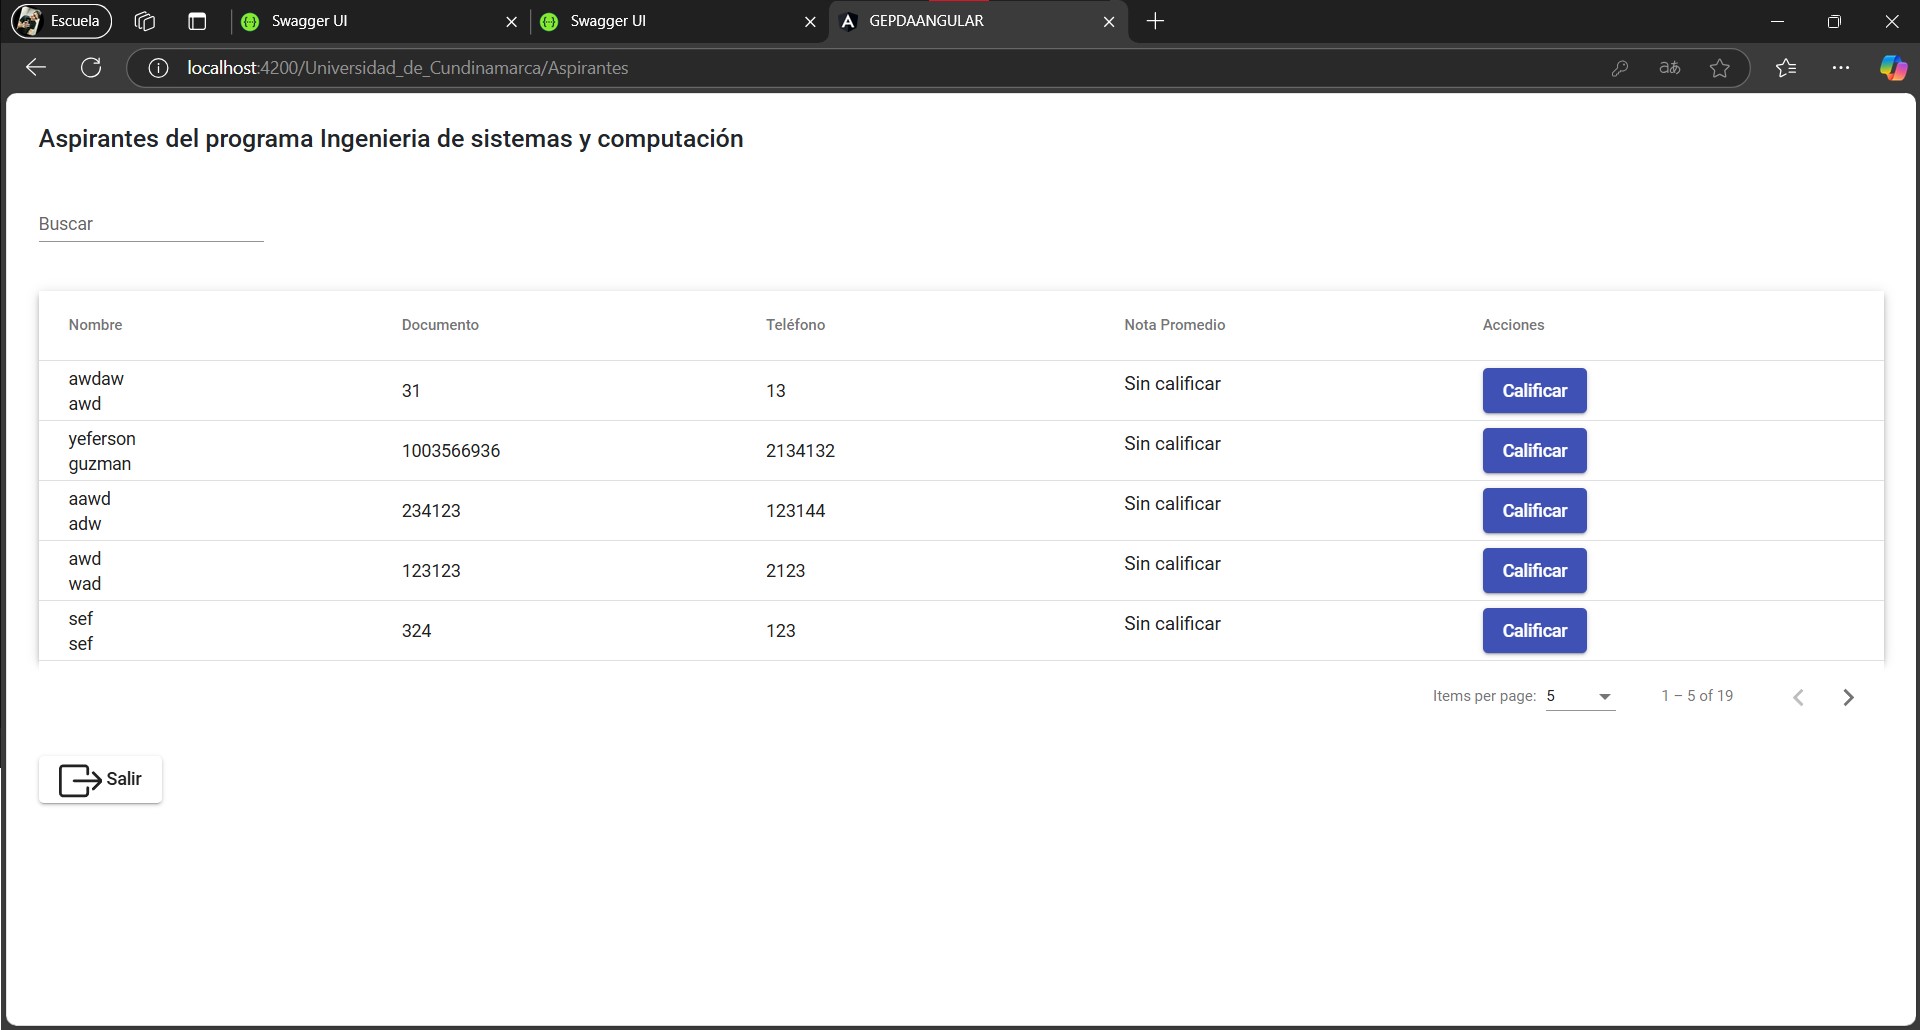 Escuela
Swagger UI
Swagger UI
GEPDAANGULAR
localhost:4200/Universidad_de_Cundinamarca/Aspirantes
aあ
Aspirantes del programa Ingenieria de sistemas y computación
Buscar
Nombre Documento Teléfono Nota Promedio Acciones
awdaw
awd
31 13 Sin calificar Calificar
yeferson
guzman
1003566936 2134132 Sin calificar Calificar
aawd
adw
234123 123144 Sin calificar Calificar
awd
wad
123123 2123 Sin calificar Calificar
sef
sef
324 123 Sin calificar Calificar
Items per page: 5 1 – 5 of 19
Salir